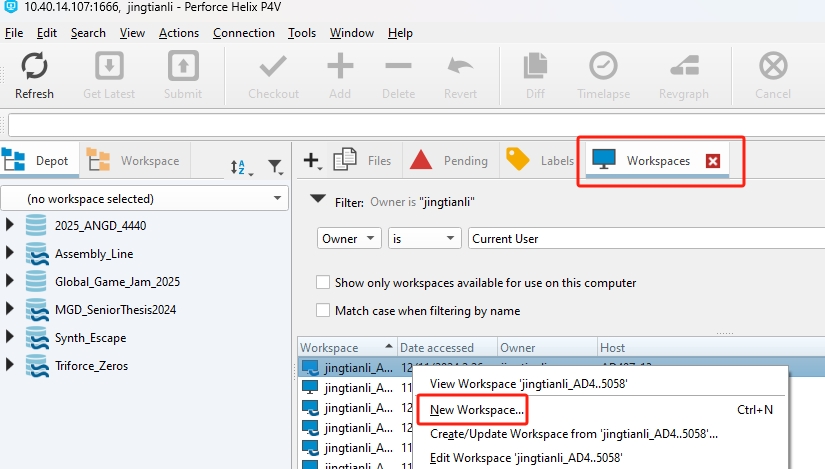 10.40.14.107:1666, jingtianli - Perforce Helix P4V
File Edit Search View Actions Connection Tools Window Help
Refresh Get Latest Submit Checkout Add Delete Revert Diff Timelapse Revgraph Cancel
Depot Workspace Files Pending Labels Workspaces
(no workspace selected)
2025_ANGD_4440
Assembly_Line
Global_Game_Jam_2025
MGD_SeniorThesis2024
Synth_Escape
Triforce_Zeros
Filter: Owner is "jingtianli"
Owner is Current User
Show only workspaces available for use on this computer
Match case when filtering by name
Workspace Date accessed Owner Host
jingtianli_A...
jingtianli_A... 11
jingtianli_A... 12
jingtianli_A... 11
jingtianli_A... 11
View Workspace 'jingtianli_AD4..5058'
New Workspace... Ctrl+N
Create/Update Workspace from 'jingtianli_AD4..5058'...
Edit Workspace 'jingtianli_AD4..5058'